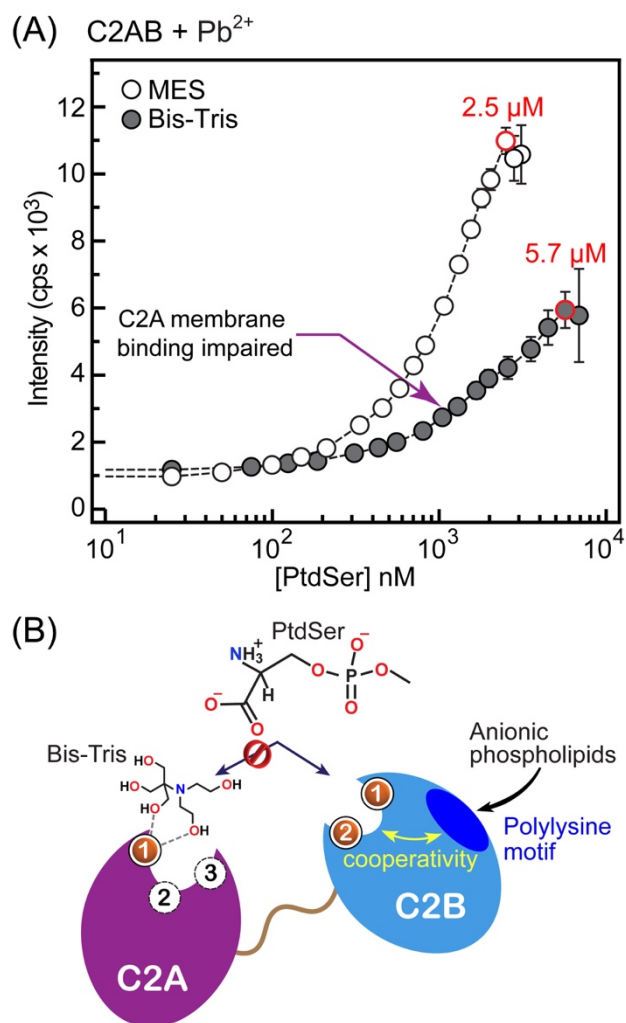 (A) C2AB + Pb²⁺
MES
Bis-Tris
2.5 µM
5.7 µM
C2A membrane
binding impaired
Intensity (cps x 10³)
12
10
8
6
4
2
0
10¹
10²
10³
10⁴
[PtdSer] nM
(B)
PtdSer
O⁻
NH₃⁺
O
P
O
H
O
O⁻
O
Bis-Tris
HO
HO
N
OH
HO
HO
OH
Anionic
phospholipids
Polylysine
motif
1
2
3
1
2
cooperativity
C2A
C2B